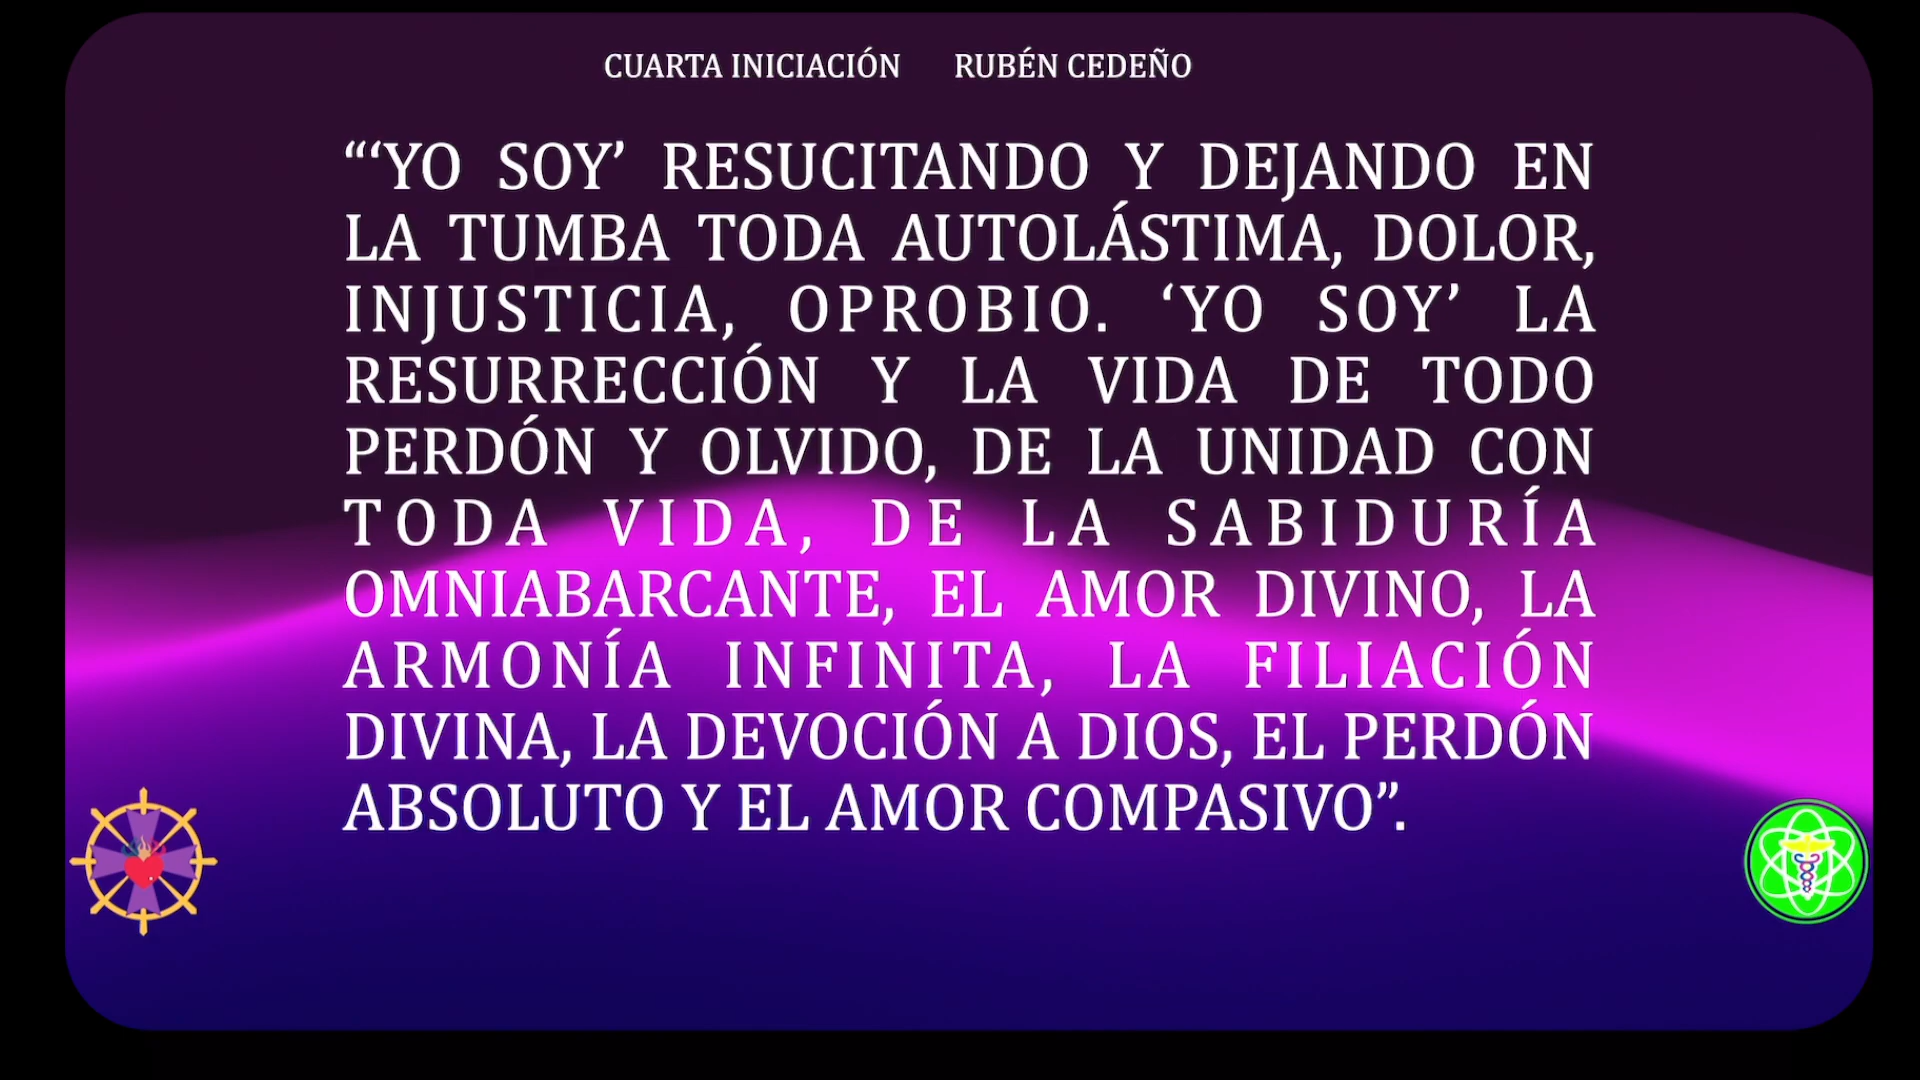 CUARTA INICIACIÓN RUBÉN CEDEÑO
“‘YO SOY’ RESUCITANDO Y DEJANDO EN
LA TUMBA TODA AUTOLÁSTIMA, DOLOR,
INJUSTICIA, OPROBIO. ‘YO SOY’ LA
RESURRECCIÓN Y LA VIDA DE TODO
PERDÓN Y OLVIDO, DE LA UNIDAD CON
TODA VIDA, DE LA SABIDURÍA
OMNIABARCANTE, EL AMOR DIVINO, LA
ARMONÍA INFINITA, LA FILIACIÓN
DIVINA, LA DEVOCIÓN A DIOS, EL PERDÓN
ABSOLUTO Y EL AMOR COMPASIVO”.